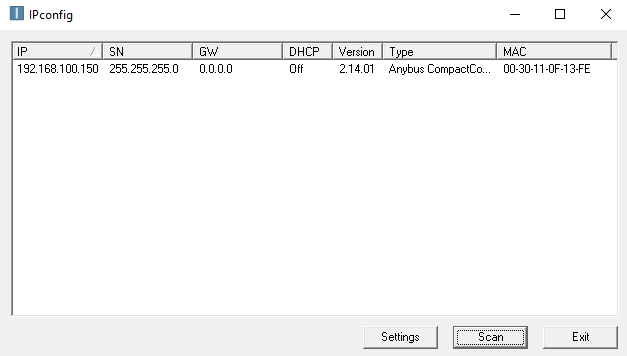 IPconfig
IP SN GW DHCP Version Type MAC
192.168.100.150 255.255.255.0 0.0.0.0 Off 2.14.01 Anybus CompactCo... 00-30-11-0F-13-FE
Settings Scan Exit